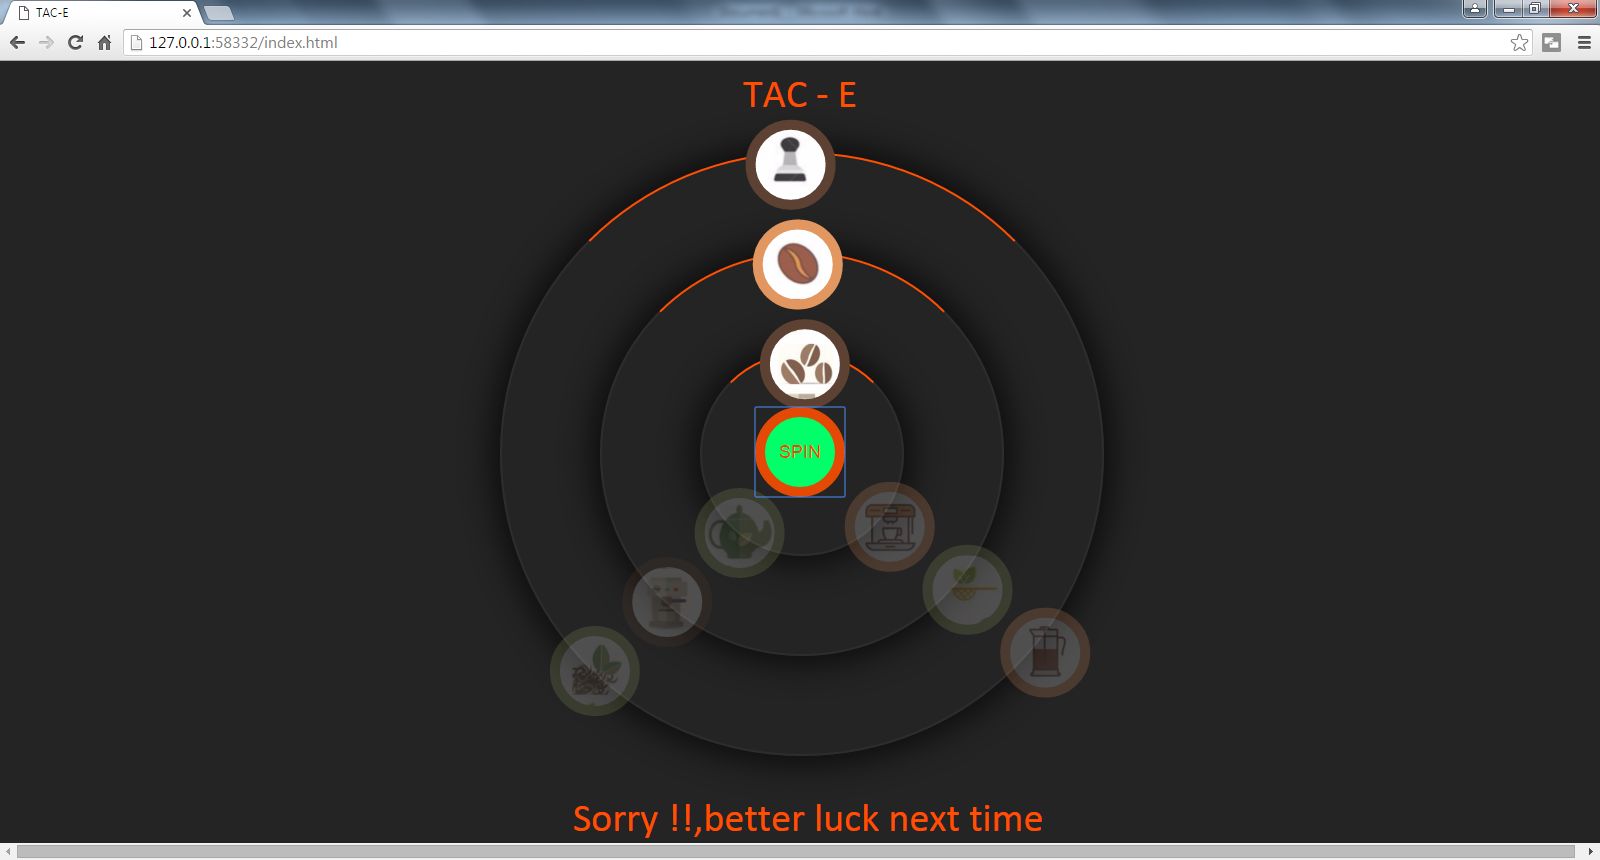 TAC-E
127.0.0.1:58332/index.html
TAC - E
SPIN
Sorry !!,better luck next time